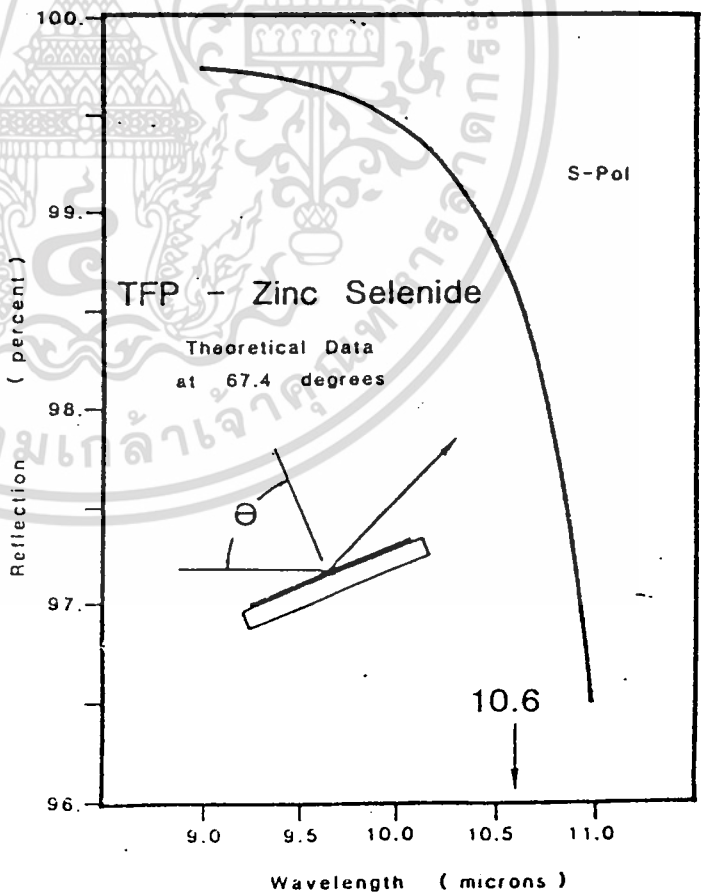 100.
99.
98.
97.
96.
Reflection ( percent )
S-Pol
TFP - Zinc Selenide
Theoretical Data
at 67.4 degrees
Θ
10.6
9.0 9.5 10.0 10.5 11.0
Wavelength ( microns )